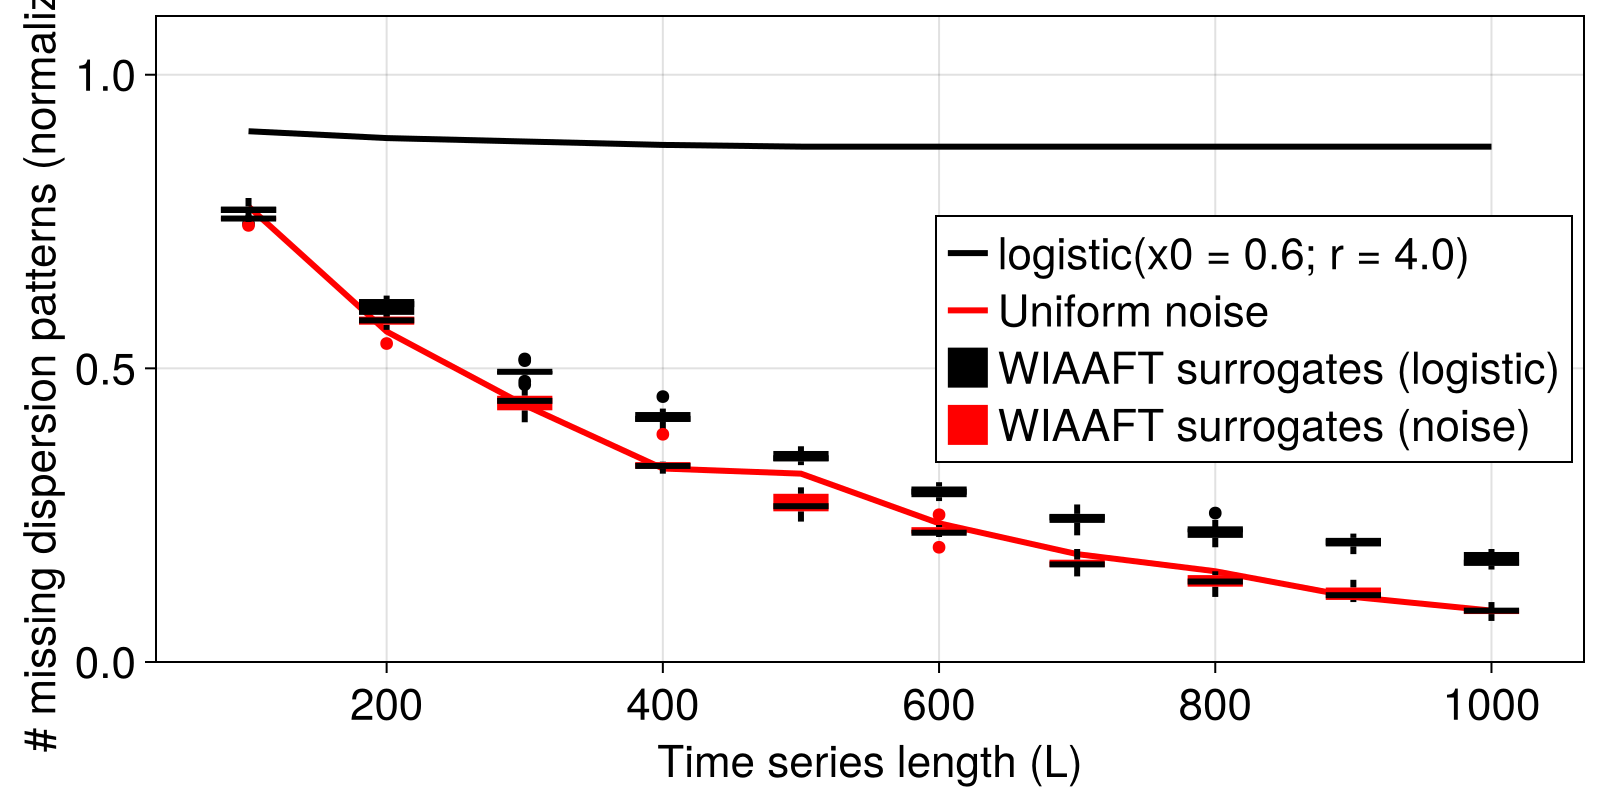 # missing dispersion patterns (normaliz
1.0
0.5
0.0
logistic(x0 = 0.6; r = 4.0)
Uniform noise
WIAAFT surrogates (logistic)
WIAAFT surrogates (noise)
200
400
600
800
1000
Time series length (L)